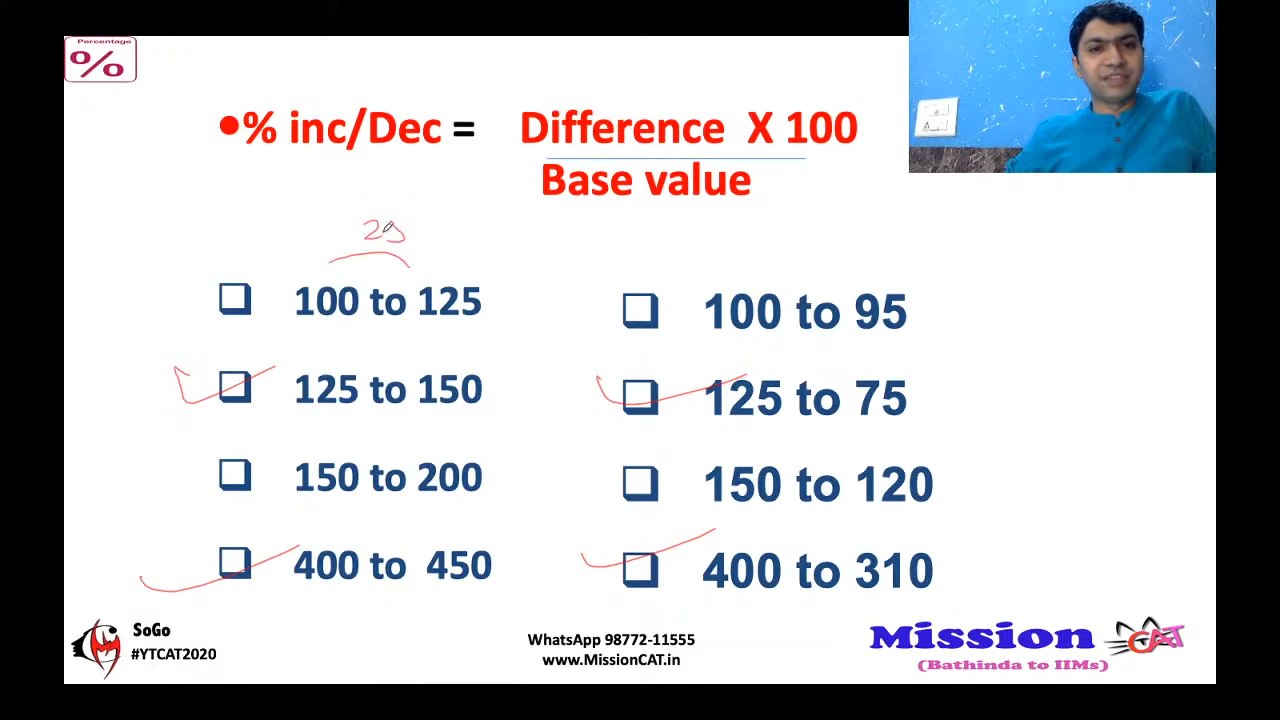 Percentage
%
•% inc/Dec = Difference X 100
Base value
25
100 to 125
125 to 150
150 to 200
400 to 450
100 to 95
125 to 75
150 to 120
400 to 310
SoGo
#YTCAT2020
WhatsApp 98772-11555
www.MissionCAT.in
Mission CAT
(Bathinda to IIMs)